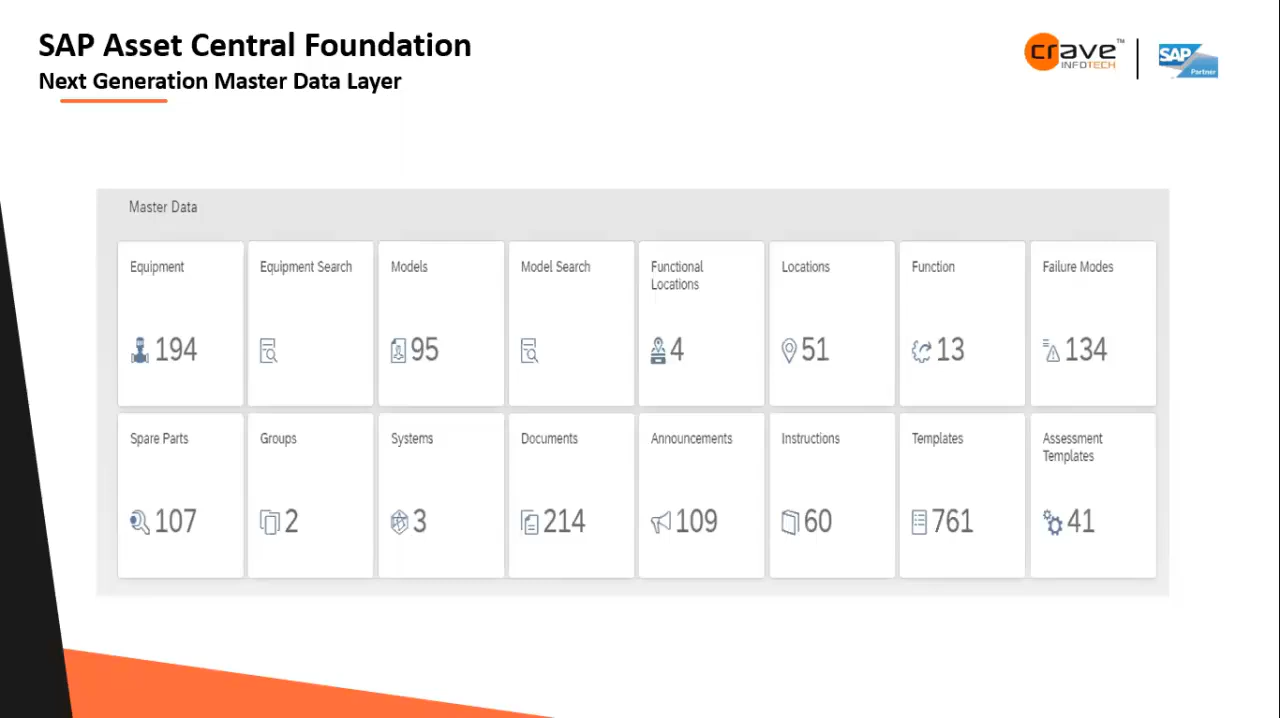 SAP Asset Central Foundation
Next Generation Master Data Layer
crave™
INFOTECH
SAP
Partner
Master Data
Equipment
Equipment Search
Models
Model Search
Functional
Locations
Locations
Function
Failure Modes
194
95
4
51
13
134
Spare Parts
Groups
Systems
Documents
Announcements
Instructions
Templates
Assessment
Templates
107
2
3
214
109
60
761
41